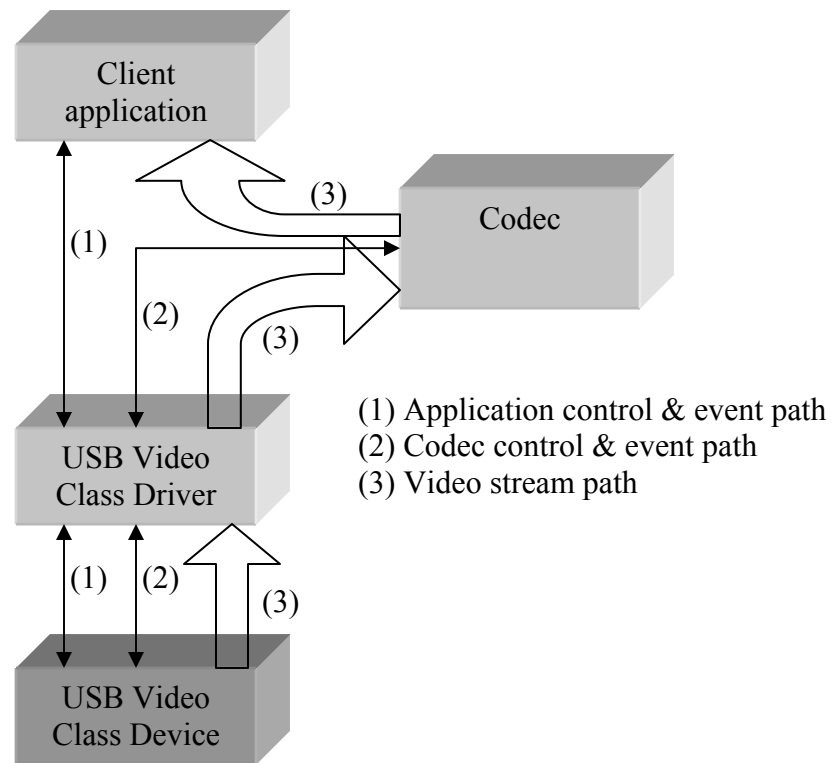 Client
application
(3)
Codec
(1)
(2)
(3)
(1) Application control & event path
(2) Codec control & event path
(3) Video stream path
USB Video
Class Driver
(1)
(2)
(3)
USB Video
Class Device